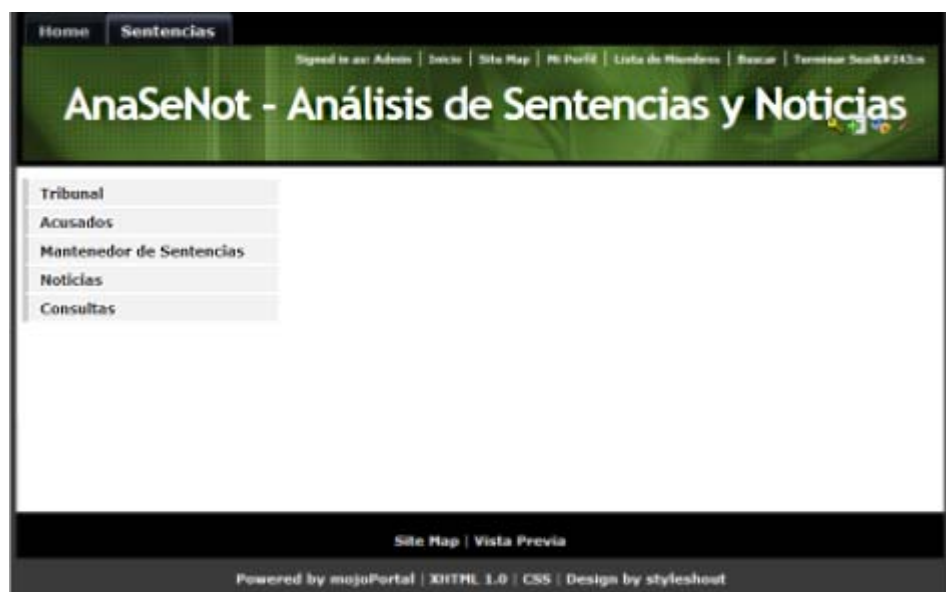 Home Sentencias
Signed in as: Admin | Inicio | Site Map | Mi Perfil | Lista de Miembros | Buscar | Terminar Sesi&#243;n
AnaSeNot - Análisis de Sentencias y Noticias
Tribunal
Acusados
Mantenedor de Sentencias
Noticias
Consultas
Site Map | Vista Previa
Powered by mojoPortal | XHTML 1.0 | CSS | Design by styleshout